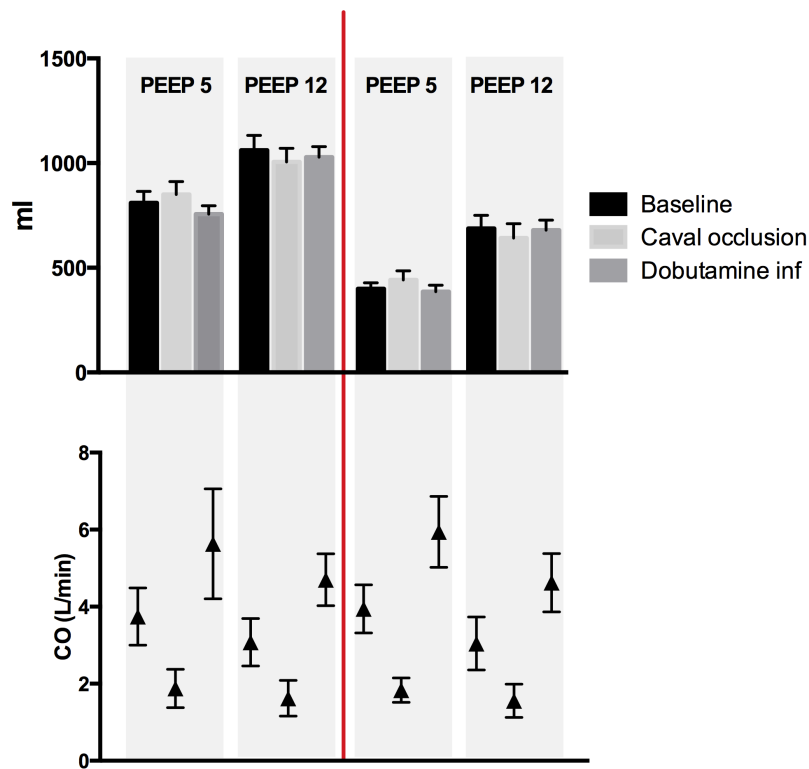 1500
PEEP 5
PEEP 12
PEEP 5
PEEP 12
1000
500
0
ml
Baseline
Caval occlusion
Dobutamine inf
8
6
4
2
0
CO (L/min)